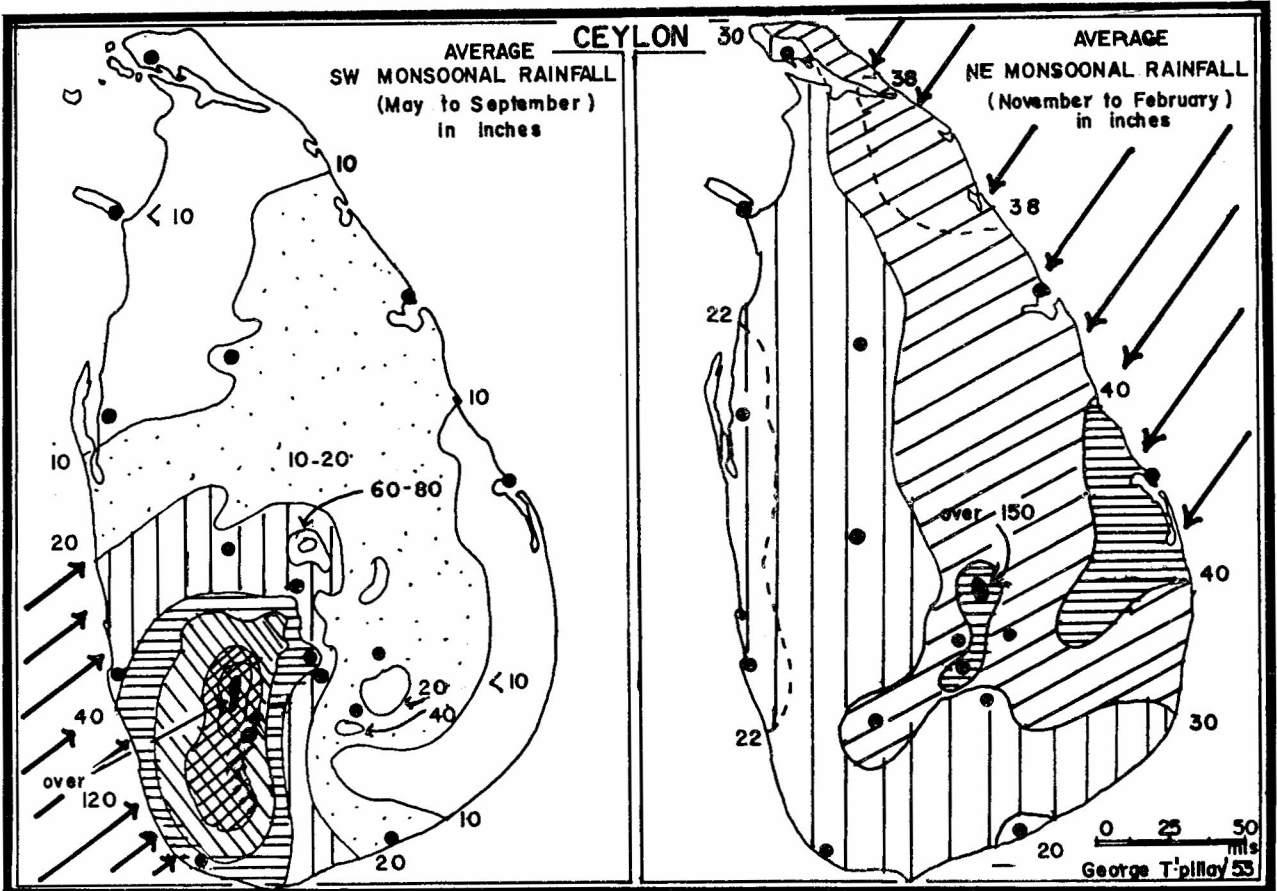 CEYLON
AVERAGE
SW MONSOONAL RAINFALL
(May to September)
in inches
10
< 10
10
10
10-20
60-80
20
< 10
20
40
40
over
120
10
20
30
AVERAGE
NE MONSOONAL RAINFALL
(November to February)
in inches
38
38
22
40
over 150
40
22
30
20
0 25 50
mls
George T'pillay '53